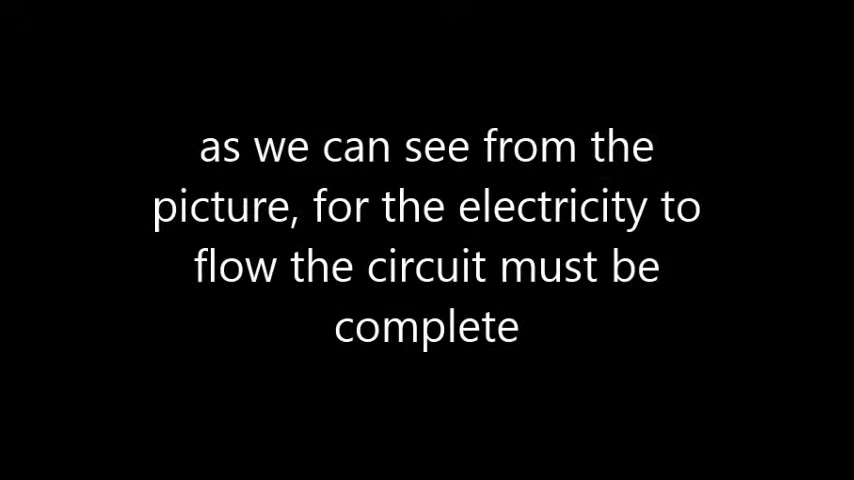 as we can see from the
picture, for the electricity to
flow the circuit must be
complete